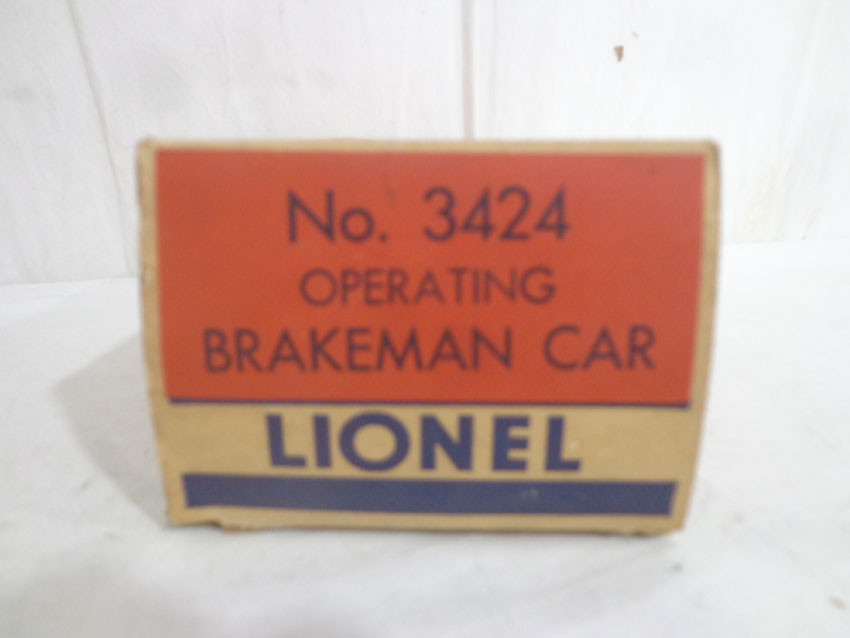 No. 3424
OPERATING
BRAKEMAN CAR
LIONEL